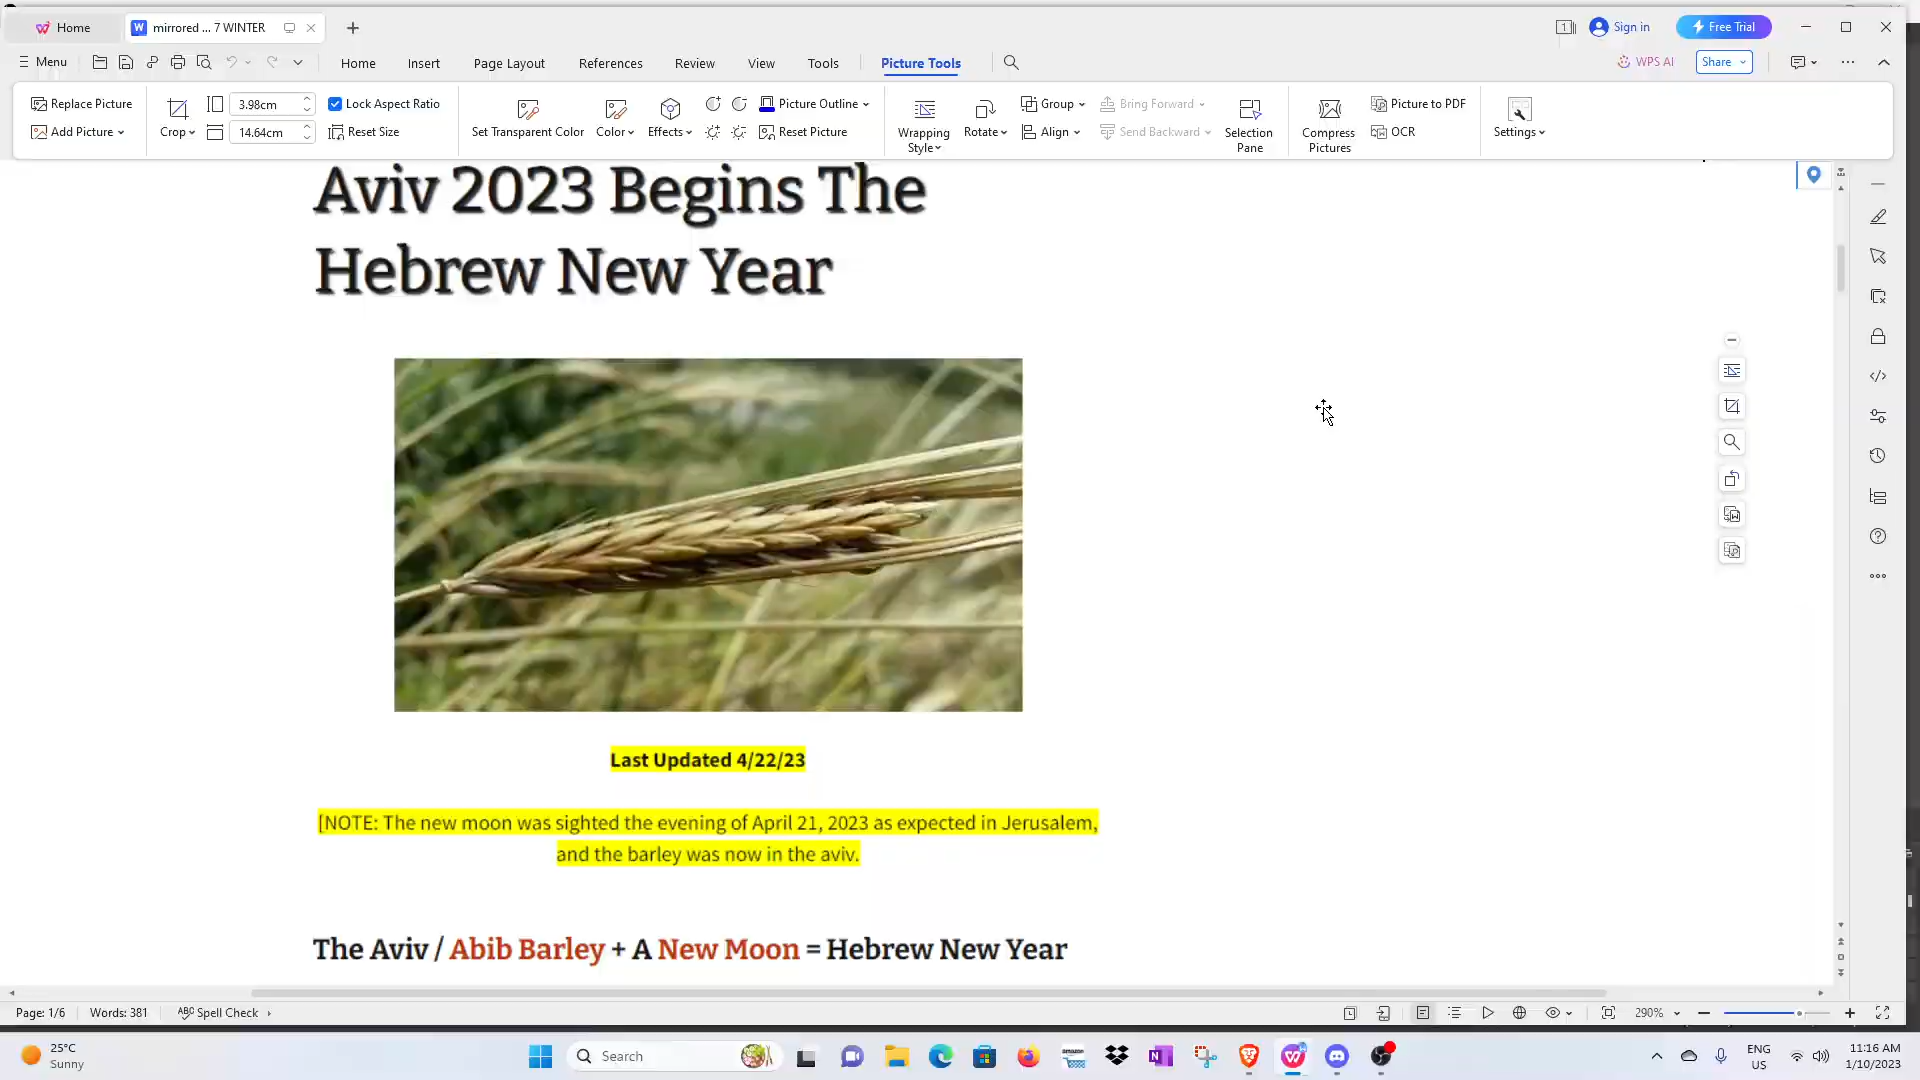 Home
mirrored ... 7 WINTER
1
Sign in
Free Trial
Menu
Home
Insert
Page Layout
References
Review
View
Tools
Picture Tools
WPS AI
Share
Replace Picture
3.98cm
Lock Aspect Ratio
Picture Outline
Group
Bring Forward
Picture to PDF
Add Picture
Crop
14.64cm
Reset Size
Set Transparent Color
Color
Effects
Reset Picture
Wrapping
Style
Rotate
Align
Send Backward
Selection
Pane
Compress
Pictures
OCR
Settings
Aviv 2023 Begins The
Hebrew New Year
Last Updated 4/22/23
[NOTE: The new moon was sighted the evening of April 21, 2023 as expected in Jerusalem,
and the barley was now in the aviv.
The Aviv / Abib Barley + A New Moon = Hebrew New Year
Page: 1/6
Words: 381
ABC Spell Check
290%
25°C
Sunny
Search
amazon
ENG
US
11:16 AM
1/10/2023